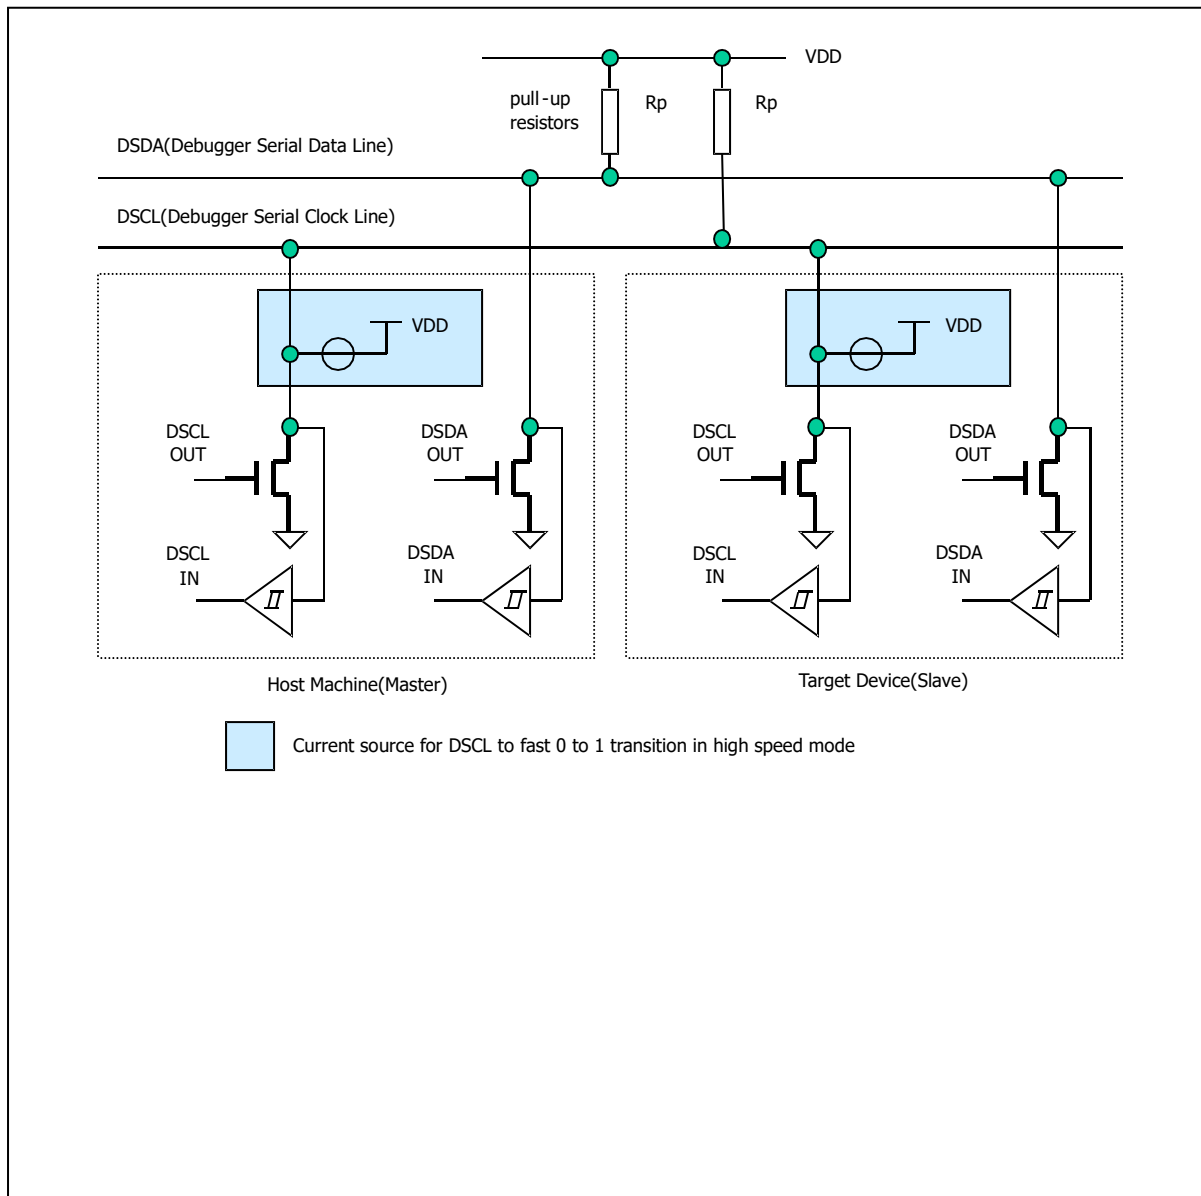 VDD
pull-up
resistors
Rp
Rp
DSDA(Debugger Serial Data Line)
DSCL(Debugger Serial Clock Line)
VDD
VDD
DSCL
OUT
DSDA
OUT
DSCL
OUT
DSDA
OUT
DSCL
IN
DSDA
IN
DSCL
IN
DSDA
IN
Host Machine(Master)
Target Device(Slave)
Current source for DSCL to fast 0 to 1 transition in high speed mode